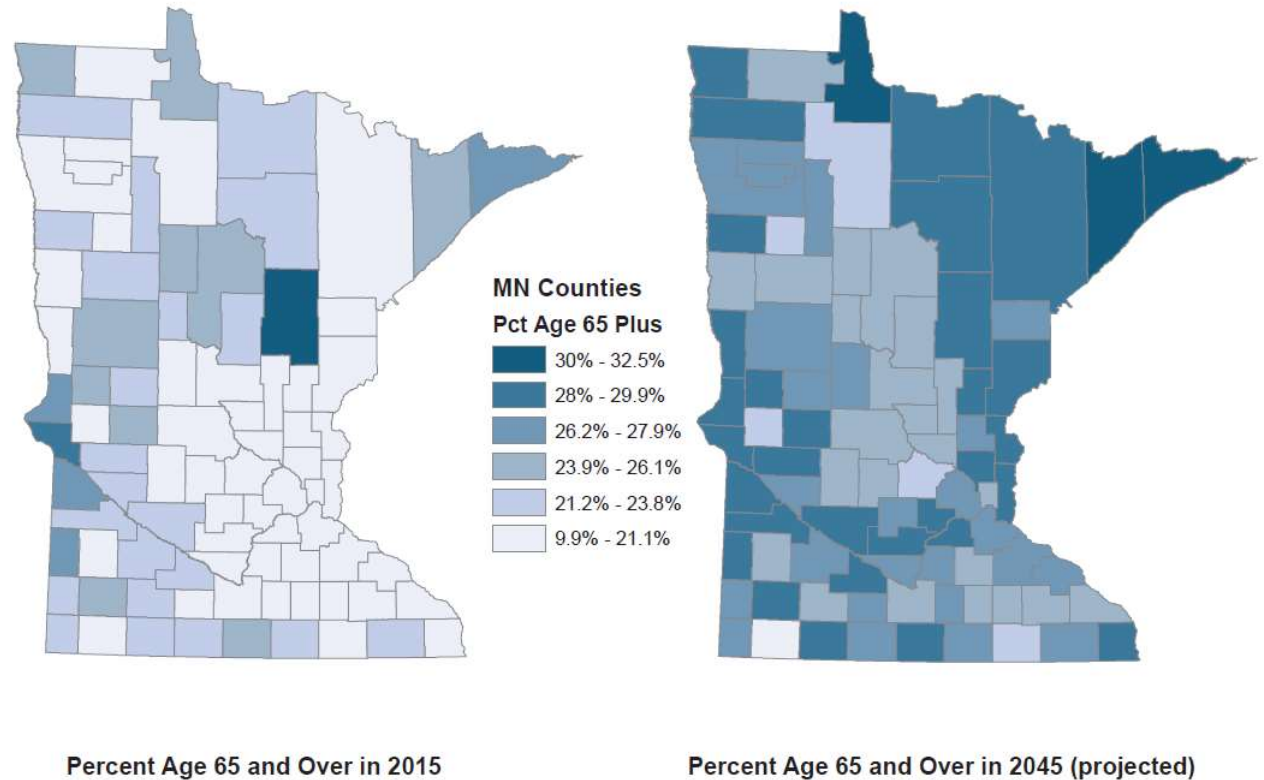 MN Counties
Pct Age 65 Plus
30% - 32.5%
28% - 29.9%
26.2% - 27.9%
23.9% - 26.1%
21.2% - 23.8%
9.9% - 21.1%
Percent Age 65 and Over in 2015
Percent Age 65 and Over in 2045 (projected)